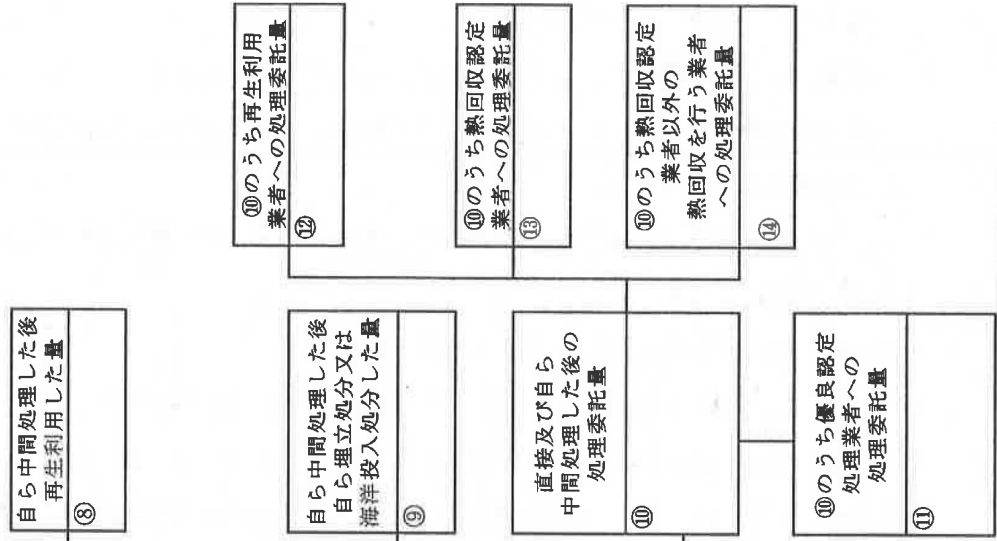 自ら中間処理した後
再生利用した量
⑧
自ら中間処理した後
自ら埋立処分又は
海洋投入処分した量
⑨
直接及び自ら
中間処理した後の
処理委託量
⑩
⑩のうち優良認定
処理業者への
処理委託量
⑪
⑩のうち再生利用
業者への処理委託量
⑫
⑩のうち熱回収認定
業者への処理委託量
⑬
⑩のうち熱回収認定
業者以外の
熱回収を行う業者
への処理委託量
⑭